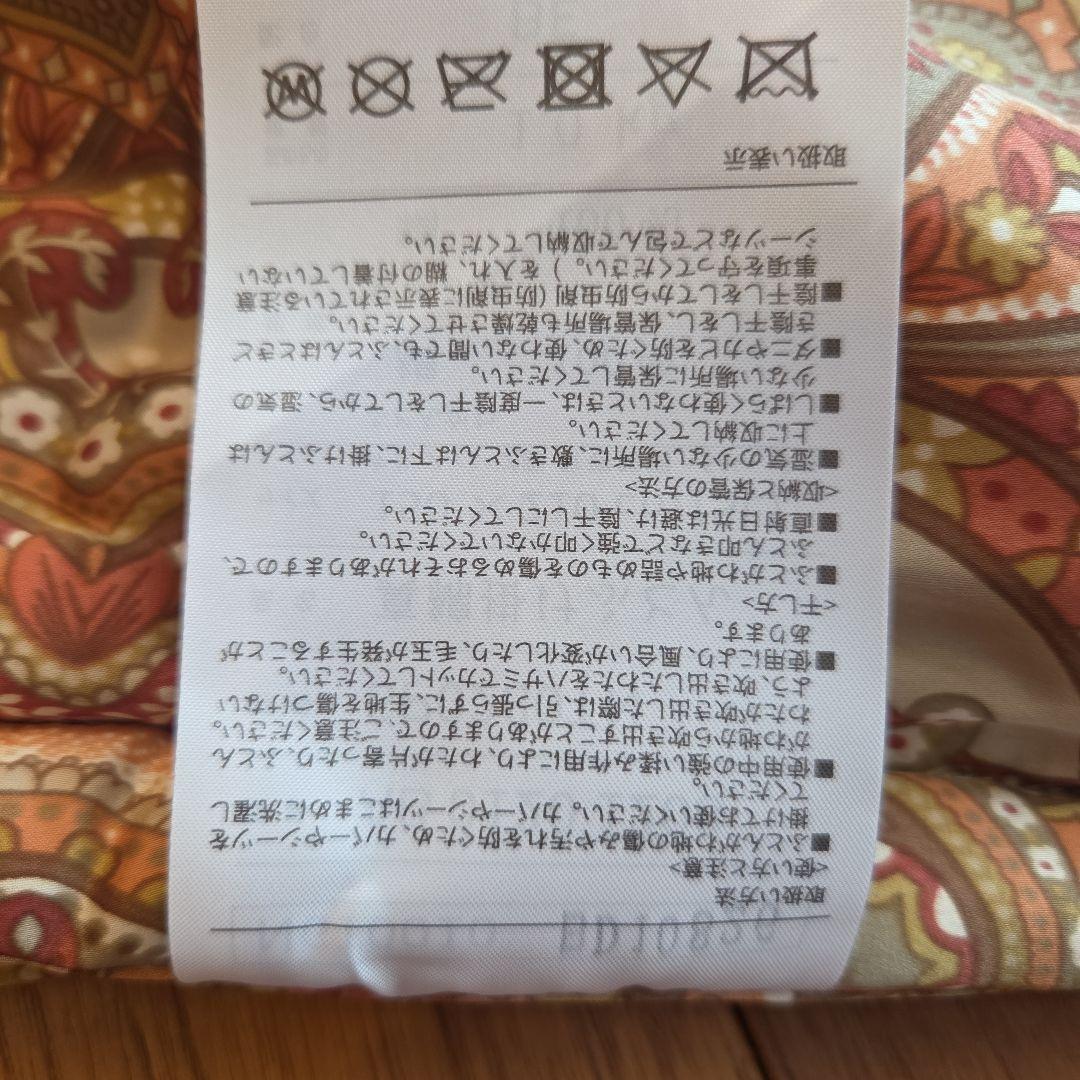 取扱い方法
<使い方と注意>
■ふとんがわ地の傷みや汚れを防ぐため、カバーやシーツを
掛けてお使いください。カバーやシーツはこまめに洗濯し
てください。
■使用中の強い揉み作用により、わたが片寄ったり、ふとん
がわ地から吹き出すことがありますので、ご注意ください。
わたが吹き出した際は、引っ張らずに、生地を傷つけない
よう、吹き出したわたをハサミでカットしてください。
■使用により、風合いが変化したり、毛玉が発生することが
あります。
<干し方>
■ふとがわ地や詰めものを傷めるおそれがありますので、
ふとん叩きなどで強く叩かないでください。
■直射日光は避け、陰干しにしてください。
<収納と保管の方法>
■湿気の少ない場所に、敷きふとんは下に、掛けふとんは
上に収納してください。
■しばらく使わないときは、一度陰干しをしてから、湿気の
少ない場所に保管してください。
■ダニやカビを防ぐため、使わない間でも、ふとんはときど
き陰干しをし、保管場所も乾燥させてください。
■陰干しをしてから防虫剤(防虫剤に表示されている注意
事項を守ってください。)を入れ、糊の付着していない
シーツなどで包んで収納してください。
取扱い表示
W